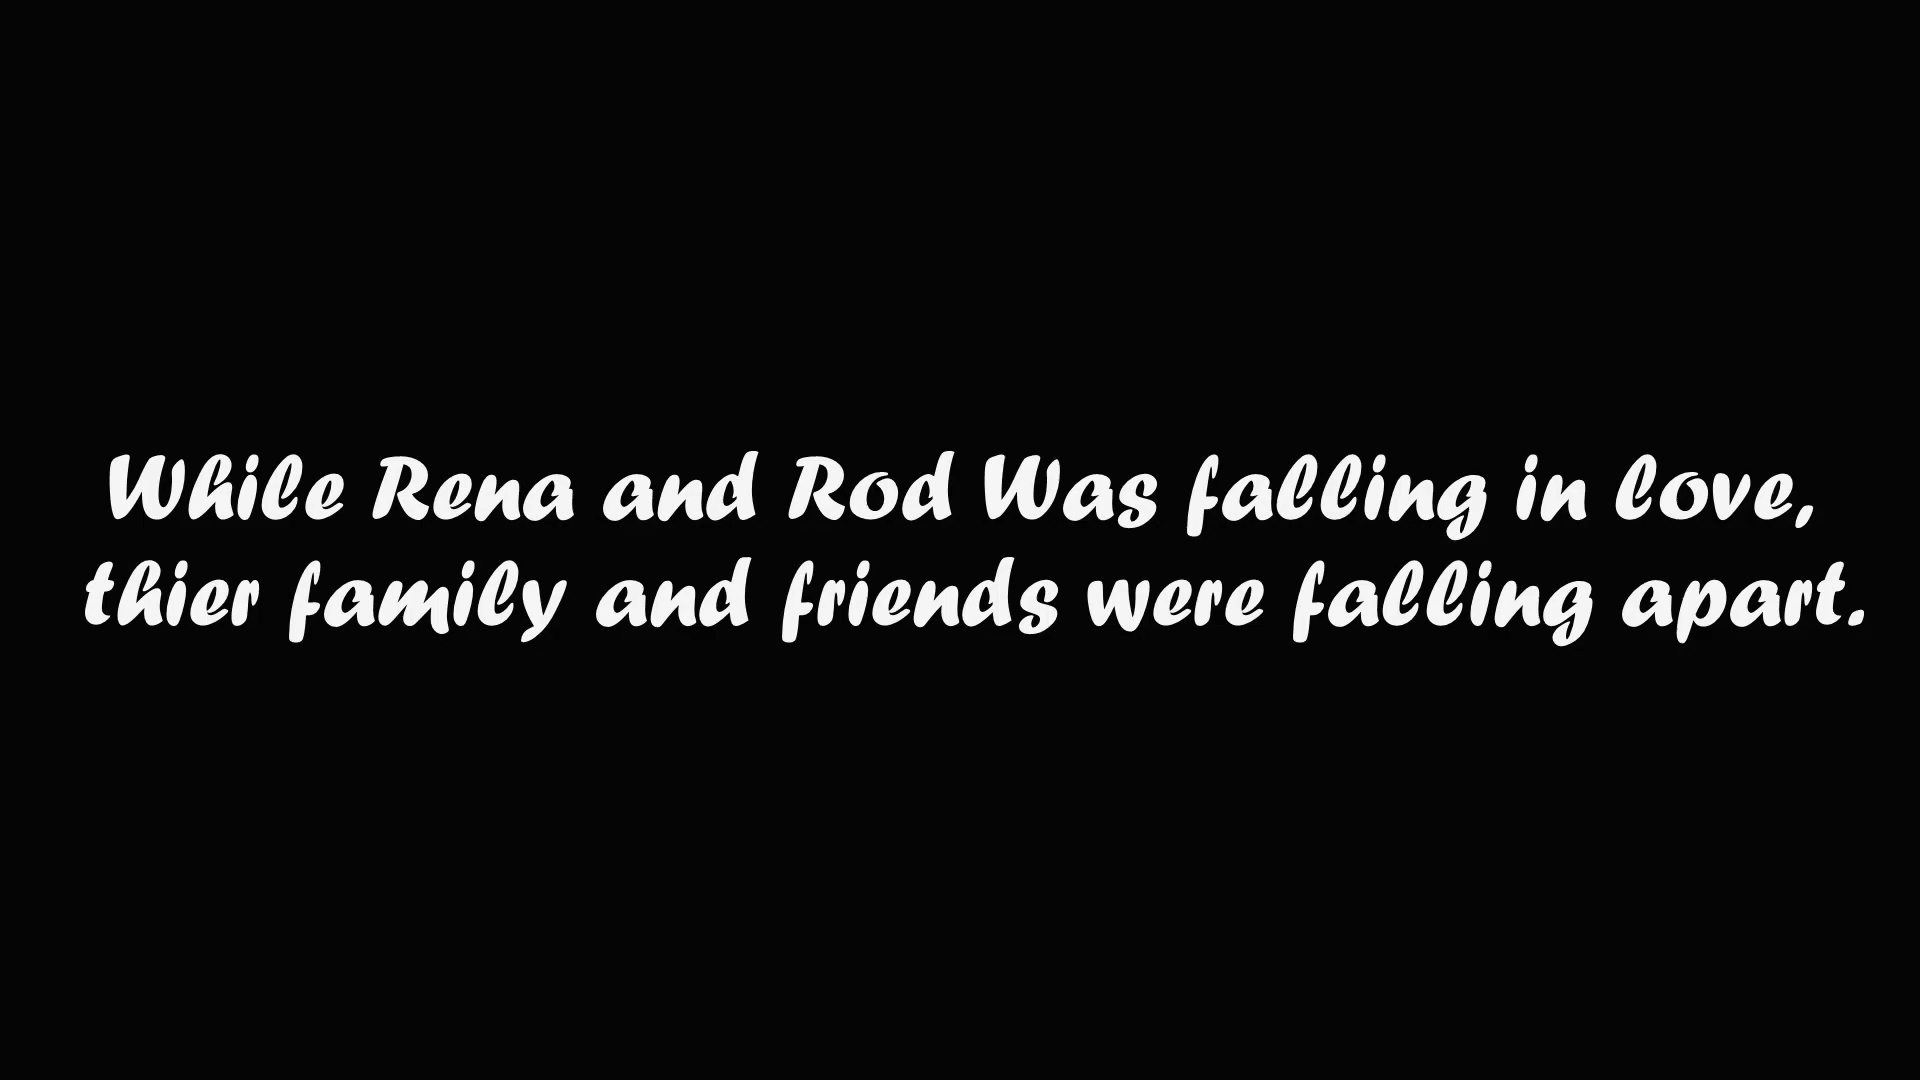 While Rena and Rod Was falling in love,
thier family and friends were falling apart.